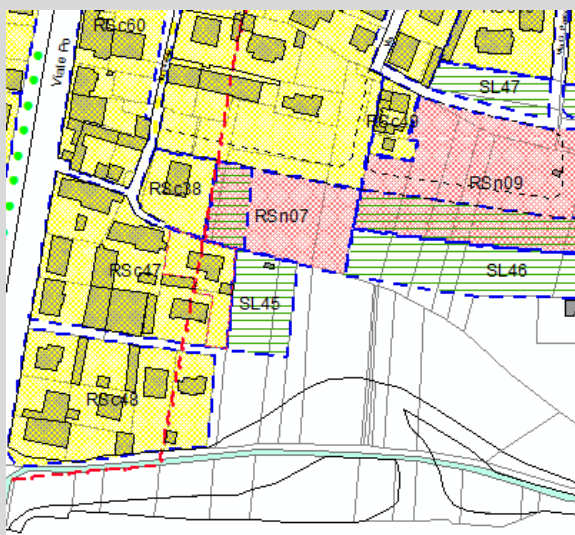 RSc60
Viale Po
SL47
RSc49
RSn09
RSc38
RSn07
RSc47
SL46
SL45
RSc48